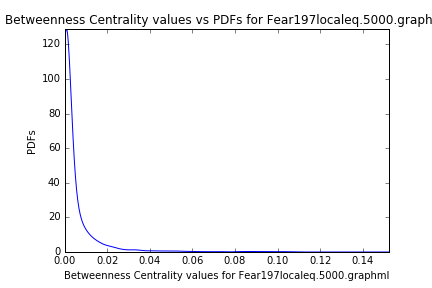 Betweenness Centrality values vs PDFs for Fear197localeq.5000.graph
120
100
80
60
40
20
0
PDFs
0.00 0.02 0.04 0.06 0.08 0.10 0.12 0.14
Betweenness Centrality values for Fear197localeq.5000.graphml